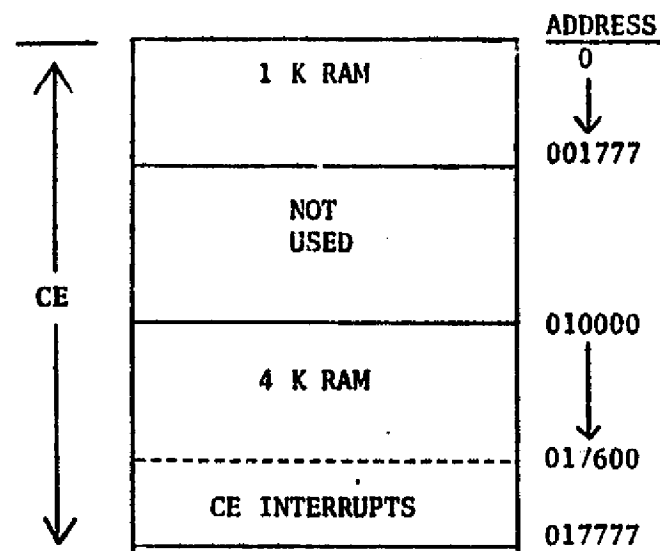 ADDRESS
0
1 K RAM
001777
NOT
USED
CE
010000
4 K RAM
017600
CE INTERRUPTS
017777